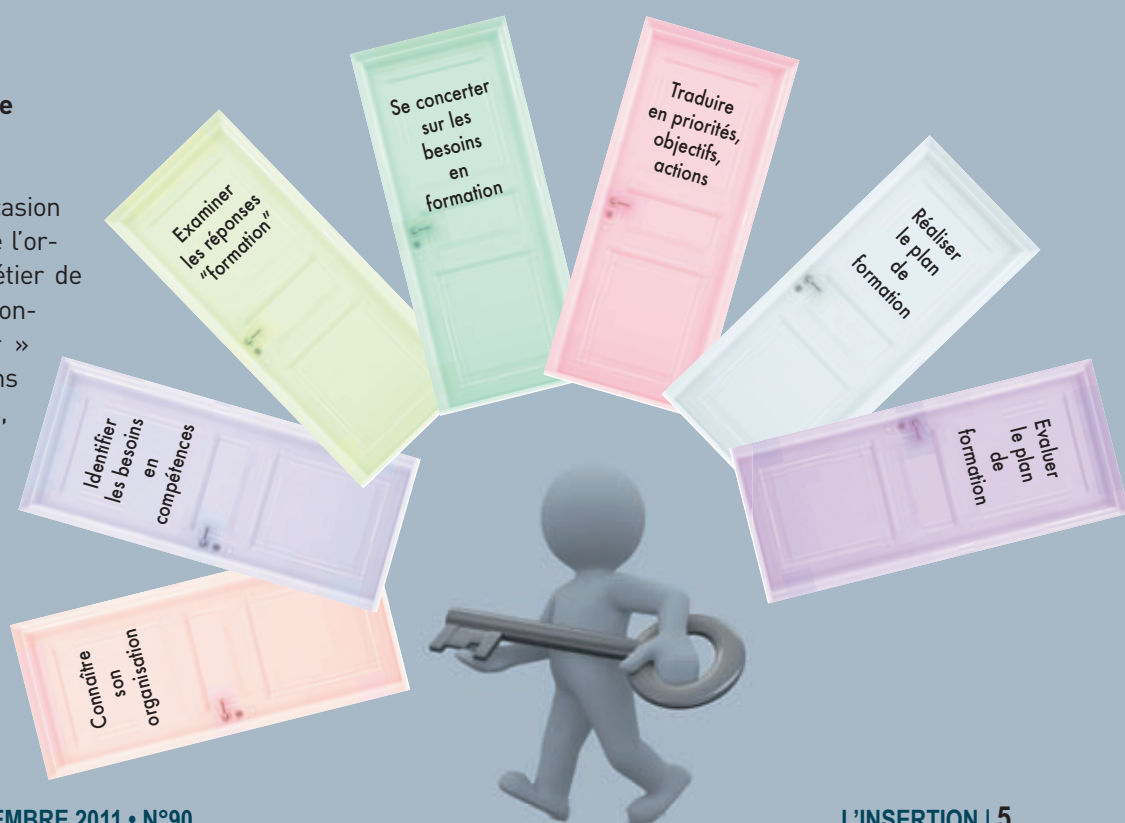 e
casion
e l'or-
étier de
on-
r »
ns
,
Connaître
son
organisation
Identifier
les besoins
en
compétences
Examiner
les réponses
"formation"
Se concerter
sur les
besoins
en
formation
Traduire
en priorités,
objectifs,
actions
Réaliser
le plan
de
formation
Evaluer
le plan
de
formation
EMBRE 2011 • N°90
L'INSERTION | 5